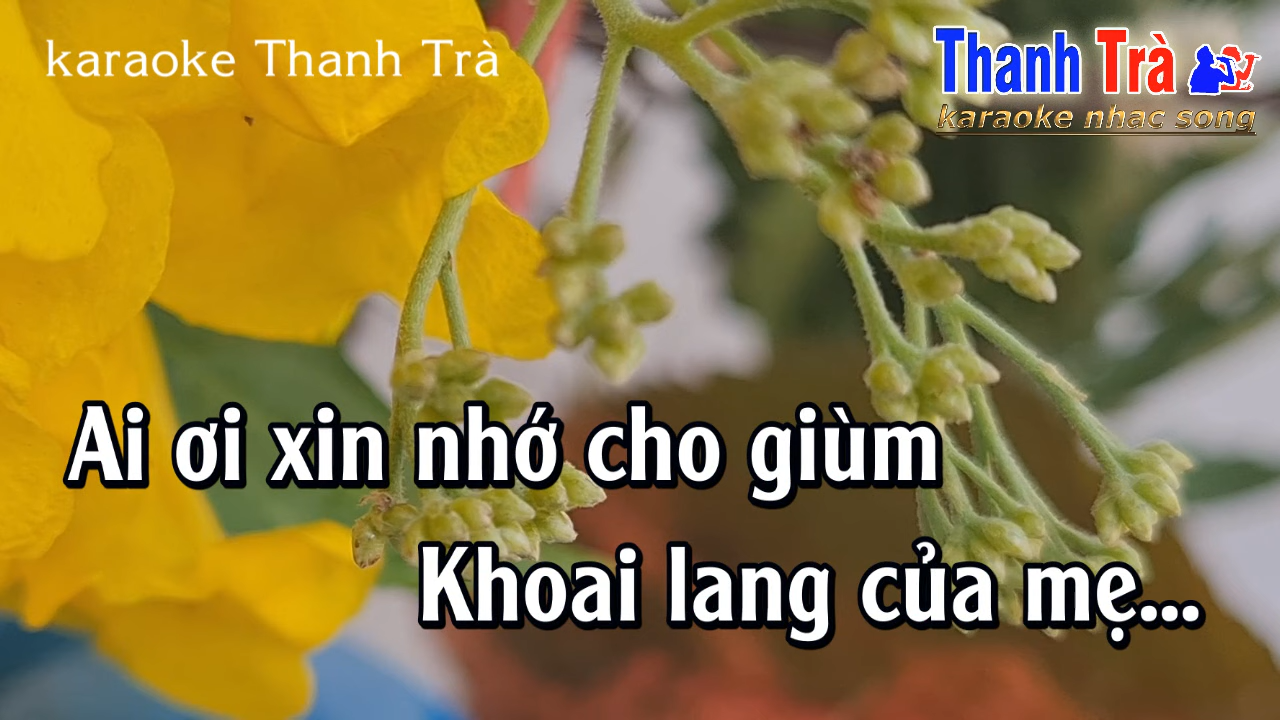 karaoke Thanh Trà
Thanh Trà
karaoke nhac song
Ai ơi xin nhớ cho giùm
Khoai lang của mẹ...